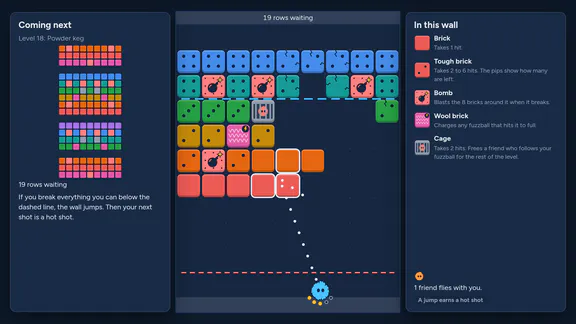 Coming next
Level 18: Powder keg
19 rows waiting
If you break everything you can below the
dashed line, the wall jumps. Then your next
shot is a hot shot.
19 rows waiting
In this wall
Brick
Takes 1 hit.
Tough brick
Takes 2 to 6 hits. The pips show how many
are left.
Bomb
Blasts the 8 bricks around it when it breaks.
Wool brick
Charges any fuzzball that hits it to full.
Cage
Takes 2 hits. Frees a friend who follows your
fuzzball for the rest of the level.
1 friend flies with you.
A jump earns a hot shot